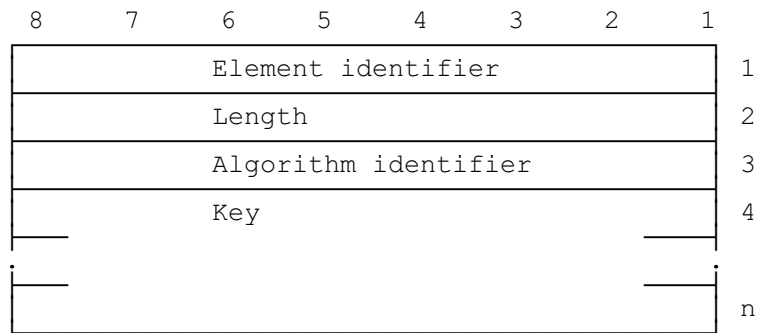 8 7 6 5 4 3 2 1
Element identifier 1
Length 2
Algorithm identifier 3
Key 4
n